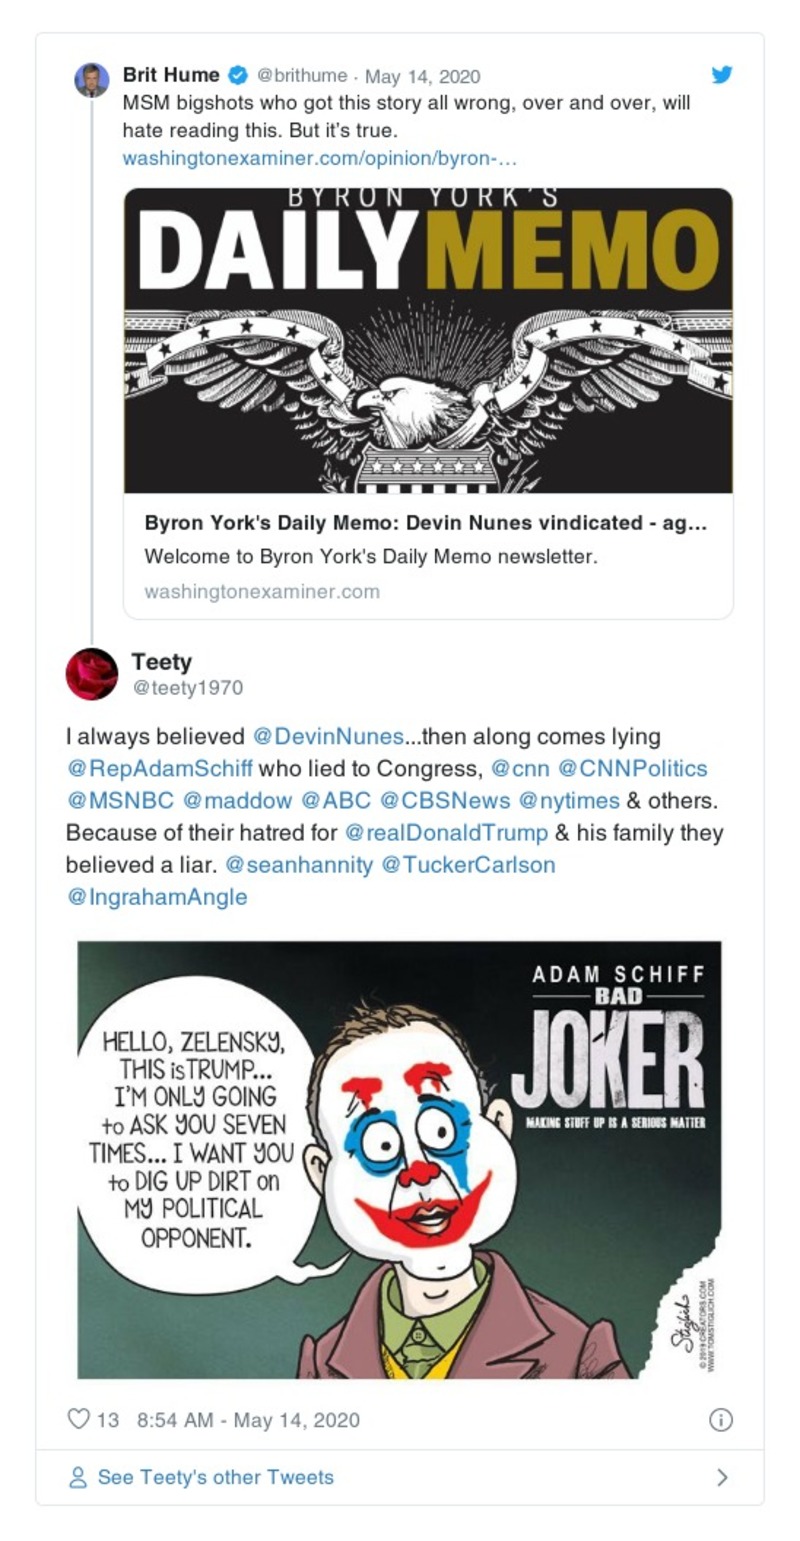 Brit Hume @brithume · May 14, 2020
MSM bigshots who got this story all wrong, over and over, will
hate reading this. But it's true.
washingtonexaminer.com/opinion/byron-…
BYRON YORK'S
DAILYMEMO
Byron York's Daily Memo: Devin Nunes vindicated - ag…
Welcome to Byron York's Daily Memo newsletter.
washingtonexaminer.com
Teety
@teety1970
I always believed @DevinNunes...then along comes lying
@RepAdamSchiff who lied to Congress, @cnn @CNNPolitics
@MSNBC @maddow @ABC @CBSNews @nytimes & others.
Because of their hatred for @realDonaldTrump & his family they
believed a liar. @seanhannity @TuckerCarlson
@IngrahamAngle
HELLO, ZELENSKY,
THIS is TRUMP...
I'M ONLY GOING
to ASK YOU SEVEN
TIMES... I WANT YOU
to DIG UP DIRT on
MY POLITICAL
OPPONENT.
ADAM SCHIFF
BAD
JOKER
MAKING STUFF UP IS A SERIOUS MATTER
Stiglich
© 2019 CREATORS.COM
WWW.TOMSTIGLICH.COM
13 8:54 AM - May 14, 2020
See Teety's other Tweets